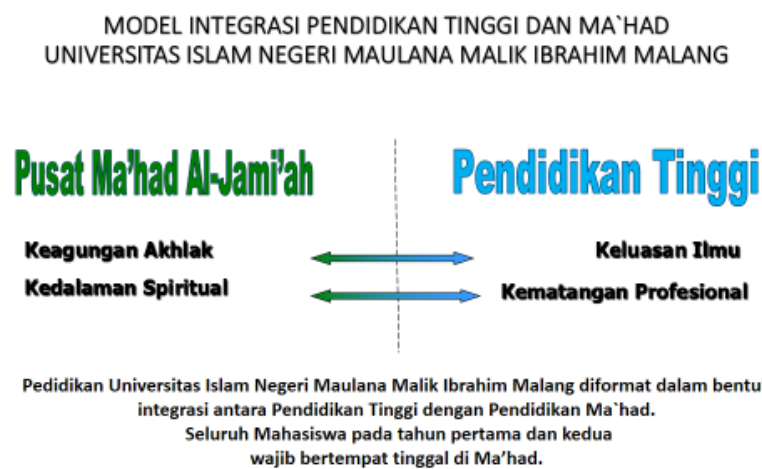 MODEL INTEGRASI PENDIDIKAN TINGGI DAN MA`HAD
UNIVERSITAS ISLAM NEGERI MAULANA MALIK IBRAHIM MALANG
Pusat Ma'had Al-Jami'ah
Pendidikan Tinggi
Keagungan Akhlak
Keluasan Ilmu
Kedalaman Spiritual
Kematangan Profesional
Pedidikan Universitas Islam Negeri Maulana Malik Ibrahim Malang diformat dalam bentu
integrasi antara Pendidikan Tinggi dengan Pendidikan Ma`had.
Seluruh Mahasiswa pada tahun pertama dan kedua
wajib bertempat tinggal di Ma'had.